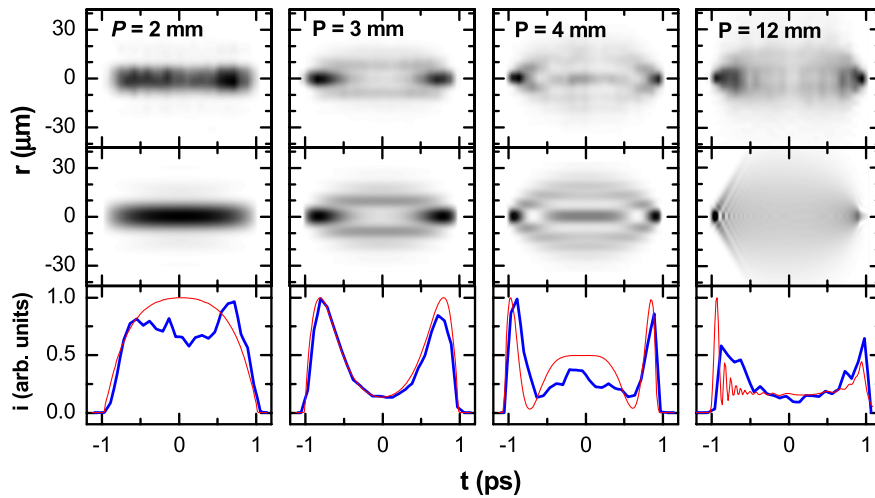 P = 2 mm
P = 3 mm
P = 4 mm
P = 12 mm
30
0
-30
r (μm)
30
0
-30
i (arb. units)
1.0
0.5
0.0
-1 0 1 -1 0 1 -1 0 1 -1 0 1
t (ps)